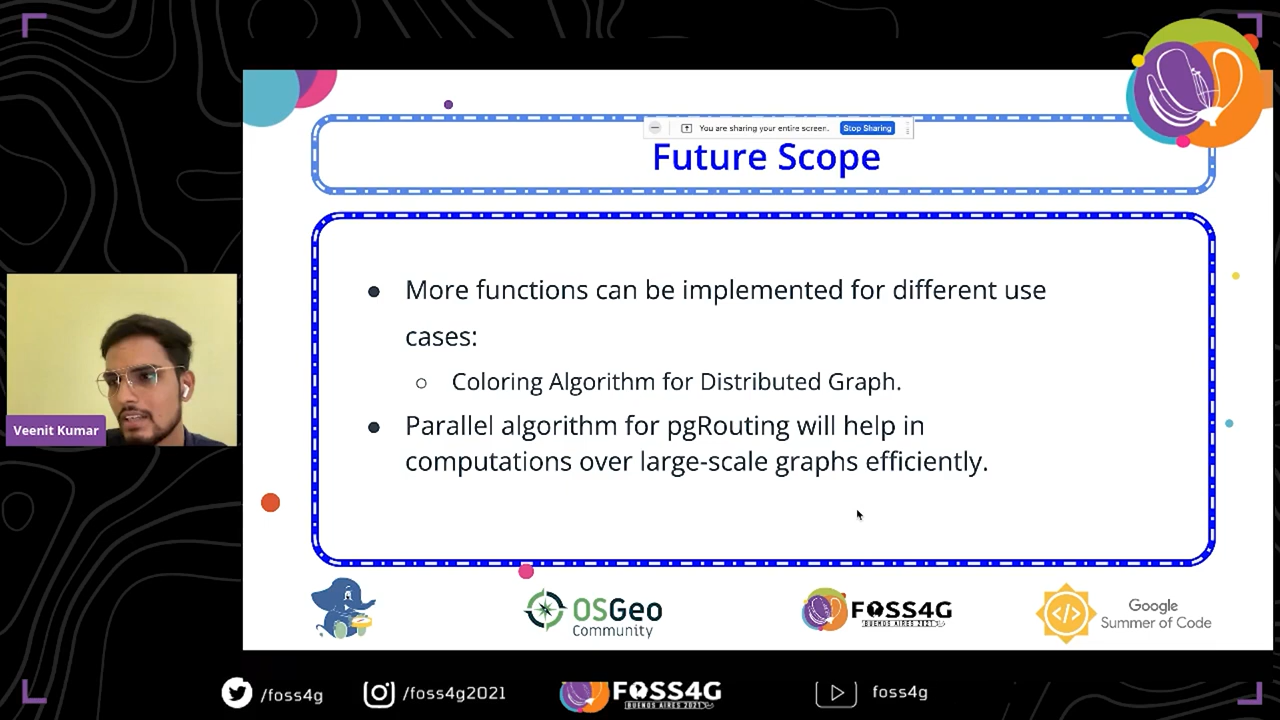 You are sharing your entire screen.
Stop Sharing
Future Scope
● More functions can be implemented for different use
cases:
○ Coloring Algorithm for Distributed Graph.
● Parallel algorithm for pgRouting will help in
computations over large-scale graphs efficiently.
Veenit Kumar
OSGeo
Community
FOSS4G
BUENOS AIRES 2021
Google
Summer of Code
/foss4g
/foss4g2021
FOSS4G
BUENOS AIRES 2021
foss4g